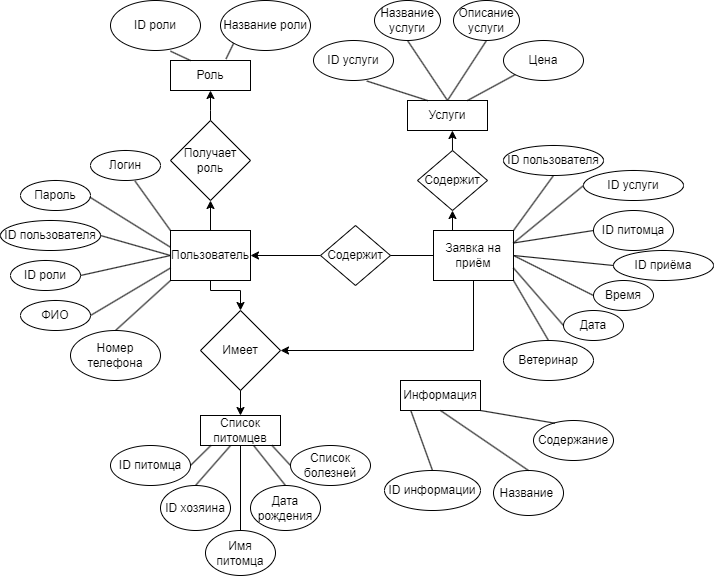 ID роли
Название роли
Роль
Получает
роль
Название
услуги
Описание
услуги
ID услуги
Цена
Услуги
Содержит
Логин
Пароль
ID пользователя
ID роли
ФИО
Номер
телефона
Пользователь
Содержит
Заявка на
приём
ID пользователя
ID услуги
ID питомца
ID приёма
Время
Дата
Ветеринар
Имеет
Список
питомцев
ID питомца
ID хозяина
Имя
питомца
Дата
рождения
Список
болезней
Информация
ID информации
Название
Содержание